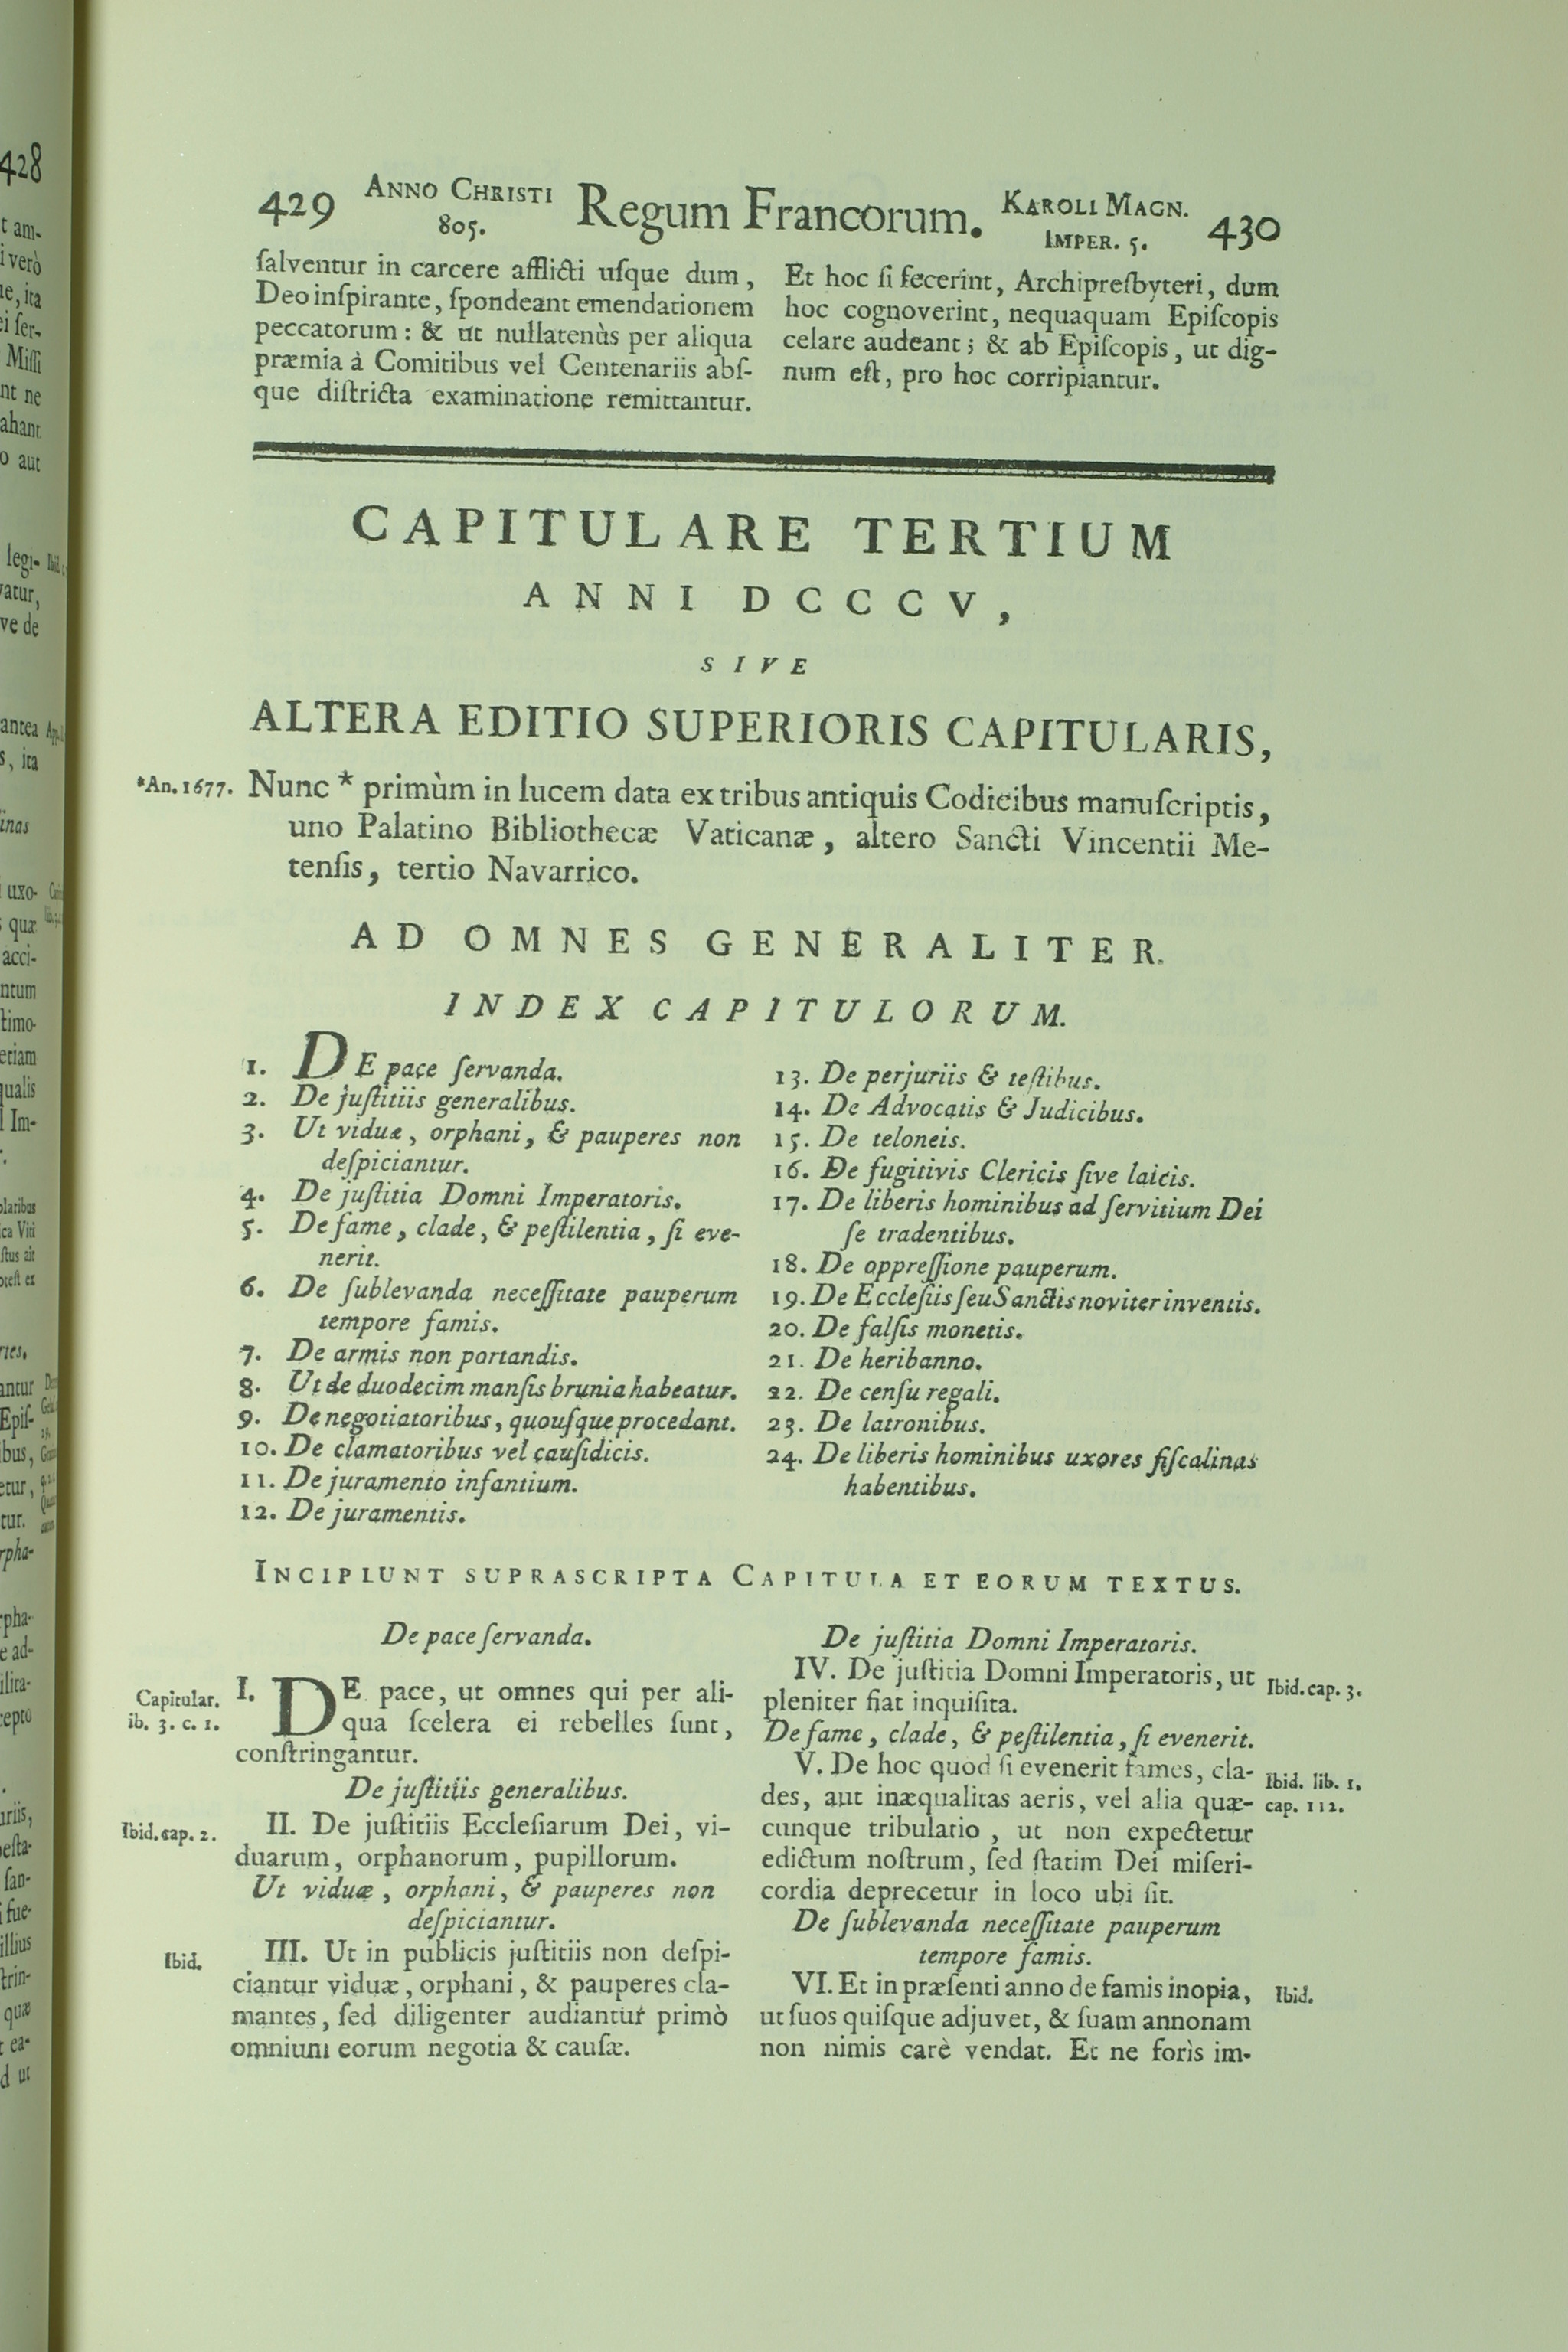 429 ANNO CHRISTI 805. Regum Francorum. KAROLI MAGN. IMPER. 5. 430
ſalventur in carcere afflicti uſque dum,
Deo inſpirante, ſpondeant emendationem
peccatorum: & ut nullatenùs per aliqua
præmia à Comitibus vel Centenariis abſ-
que diſtricta examinatione remittantur.
Et hoc ſi fecerint, Archipreſbyteri, dum
hoc cognoverint, nequaquam Epiſcopis
celare audeant; & ab Epiſcopis, ut dig-
num eſt, pro hoc corripiantur.
CAPITULARE TERTIUM
ANNI DCCCV,
SIVE
ALTERA EDITIO SUPERIORIS CAPITULARIS,
*An. 1677.
Nunc * primùm in lucem data ex tribus antiquis Codicibus manuſcriptis,
uno Palatino Bibliothecæ Vaticanæ, altero Sancti Vincentii Me-
tenſis, tertio Navarrico.
AD OMNES GENERALITER.
INDEX CAPITULORUM.
1. DE pace ſervanda.
2. De juſtitiis generalibus.
3. Ut viduæ, orphani, & pauperes non
deſpiciantur.
4. De juſtitia Domni Imperatoris.
5. De fame, clade, & peſtilentia, ſi eve-
nerit.
6. De ſublevanda neceſſitate pauperum
tempore famis.
7. De armis non portandis.
8. Ut de duodecim manſis brunia habeatur.
9. De negotiatoribus, quouſque procedant.
10. De clamatoribus vel cauſidicis.
11. De juramento infantium.
12. De juramentis.
13. De perjuriis & teſtibus.
14. De Advocatis & Judicibus.
15. De teloneis.
16. De fugitivis Clericis ſive laicis.
17. De liberis hominibus ad ſervitium Dei
ſe tradentibus.
18. De oppreſſione pauperum.
19. De Eccleſiis ſeu Sanctis noviter inventis.
20. De falſis monetis.
21. De heribanno.
22. De cenſu regali.
23. De latronibus.
24. De liberis hominibus uxores fiſcalinas
habentibus.
INCIPIUNT SUPRASCRIPTA CAPITULA ET EORUM TEXTUS.
De pace ſervanda.
Capitular.
ib. 3. c. 1.
I. DE pace, ut omnes qui per ali-
qua ſcelera ei rebelles ſunt,
conſtringantur.
De juſtitiis generalibus.
Ibid. cap. 2.
II. De juſtitiis Eccleſiarum Dei, vi-
duarum, orphanorum, pupillorum.
Ut viduæ, orphani, & pauperes non
deſpiciantur.
Ibid.
III. Ut in publicis juſtitiis non deſpi-
ciantur viduæ, orphani, & pauperes cla-
mantes, ſed diligenter audiantur primò
omnium eorum negotia & cauſæ.
De juſtitia Domni Imperatoris.
IV. De juſtitia Domni Imperatoris, ut
pleniter fiat inquiſita.
Ibid. cap. 3.
De fame, clade, & peſtilentia, ſi evenerit.
V. De hoc quod ſi evenerit fames, cla-
des, aut inæqualitas aeris, vel alia quæ-
cunque tribulatio, ut non expectetur
edictum noſtrum, ſed ſtatim Dei miſeri-
cordia deprecetur in loco ubi ſit.
Ibid. lib. 1.
cap. 112.
De ſublevanda neceſſitate pauperum
tempore famis.
VI. Et in præſenti anno de famis inopia,
ut ſuos quiſque adjuvet, & ſuam annonam
non nimis carè vendat. Et ne foris im-
Ibid.